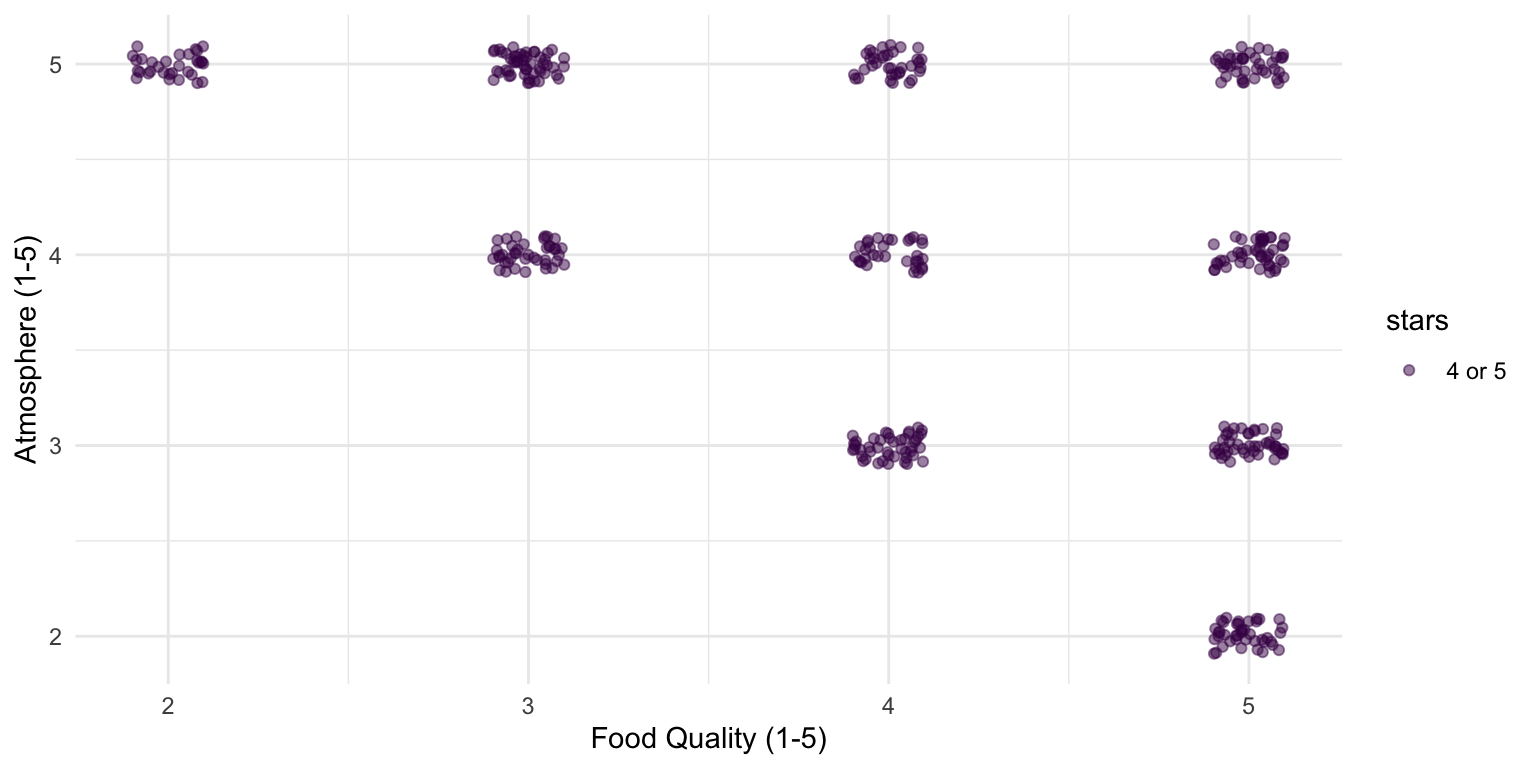 5
4
3
2
2 3 4 5
Atmosphere (1-5)
Food Quality (1-5)
stars
4 or 5